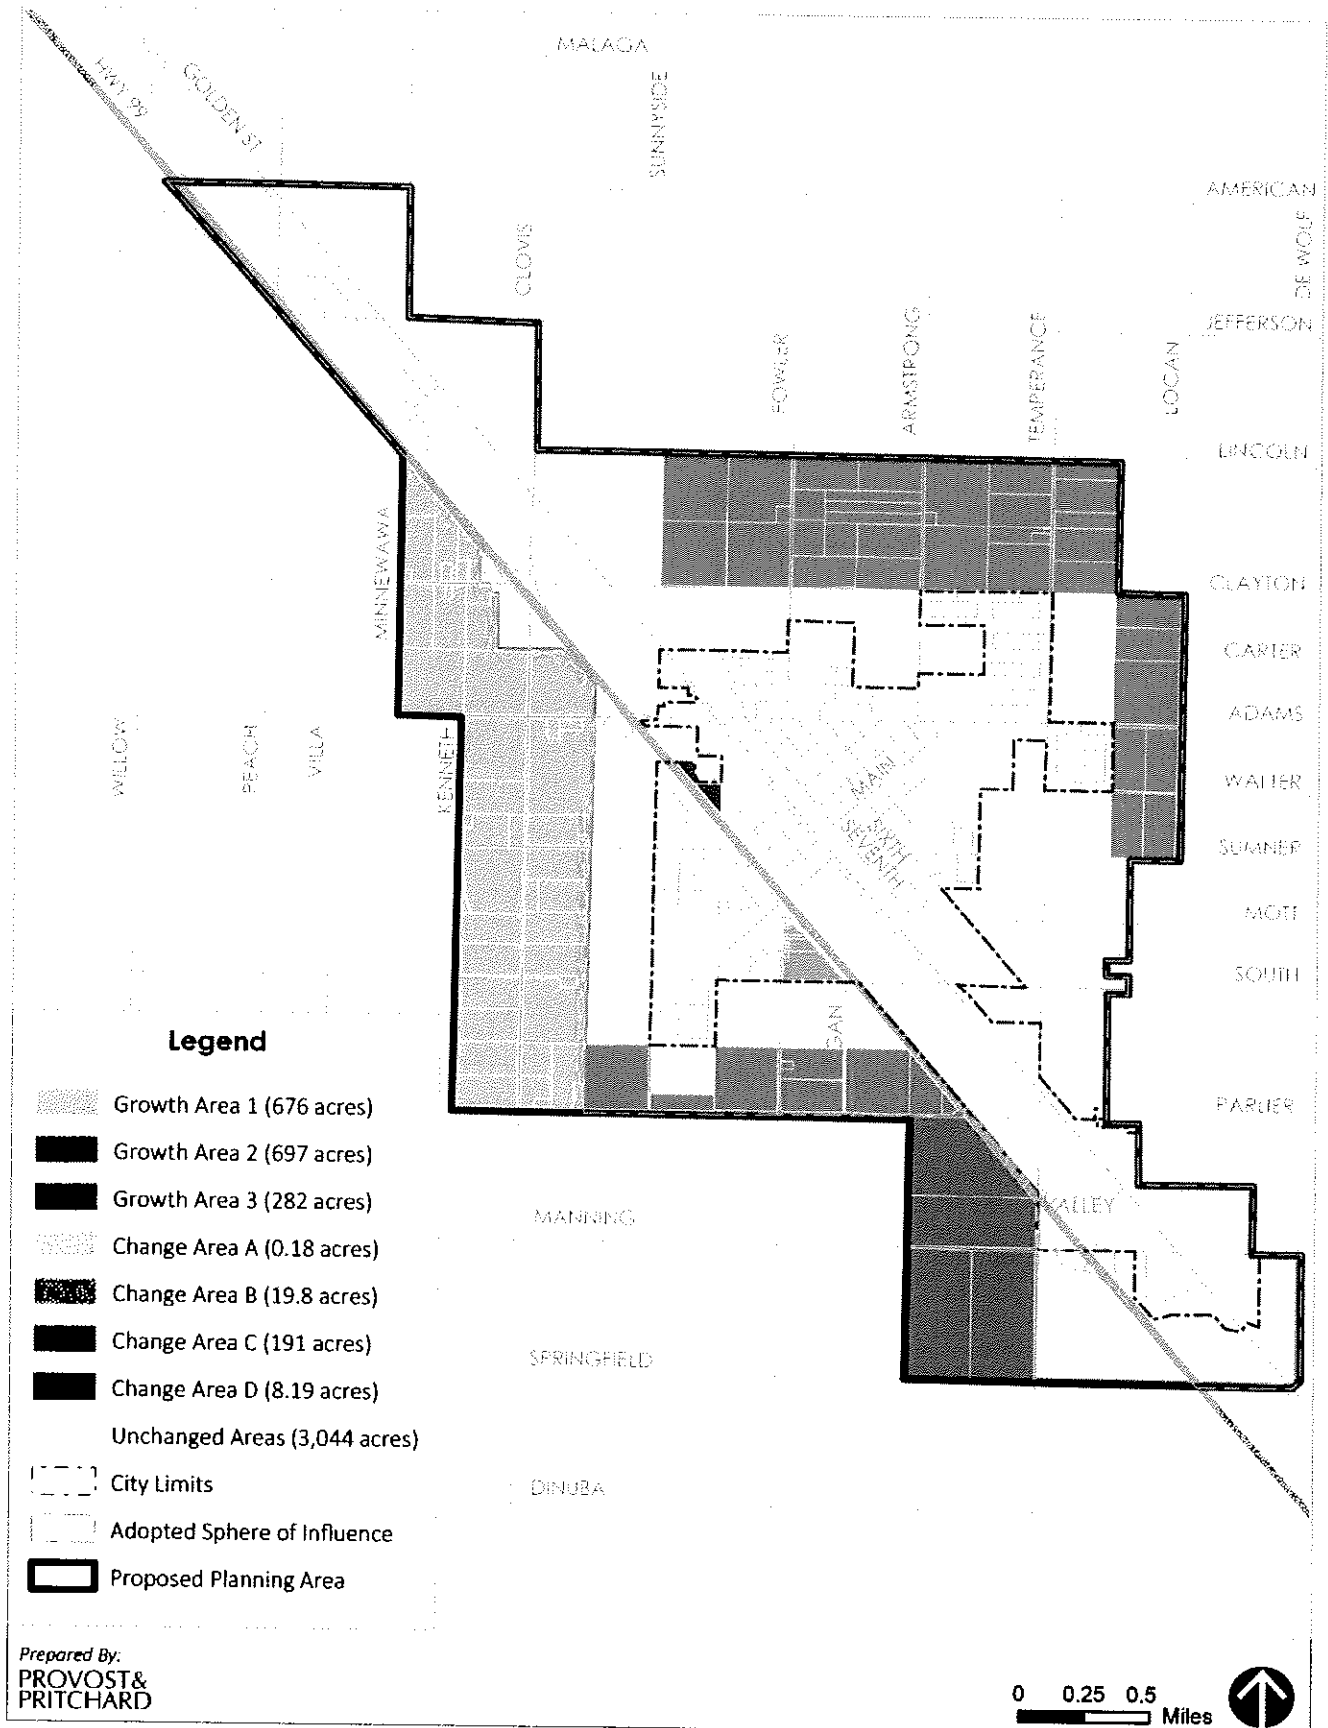 MALAGA
HWY 99
GOLDEN ST
SUNNYSIDE
AMERICAN
DE WOLF
CLOVIS
JEFFERSON
FOWLER
ARMSTRONG
TEMPERANCE
LOCAN
LINCOLN
MINNEWAWA
CLAYTON
CARTER
ADAMS
WILLOW
PEACH
VILLA
KENNETH
MAIN
WALTER
SIXTH
SEVENTH
SUMNER
MOTT
SOUTH
GAN
PARLIER
MANNING
VALLEY
SPRINGFIELD
DINUBA
Legend
Growth Area 1 (676 acres)
Growth Area 2 (697 acres)
Growth Area 3 (282 acres)
Change Area A (0.18 acres)
Change Area B (19.8 acres)
Change Area C (191 acres)
Change Area D (8.19 acres)
Unchanged Areas (3,044 acres)
City Limits
Adopted Sphere of Influence
Proposed Planning Area
Prepared By:
PROVOST&
PRITCHARD
0 0.25 0.5
Miles